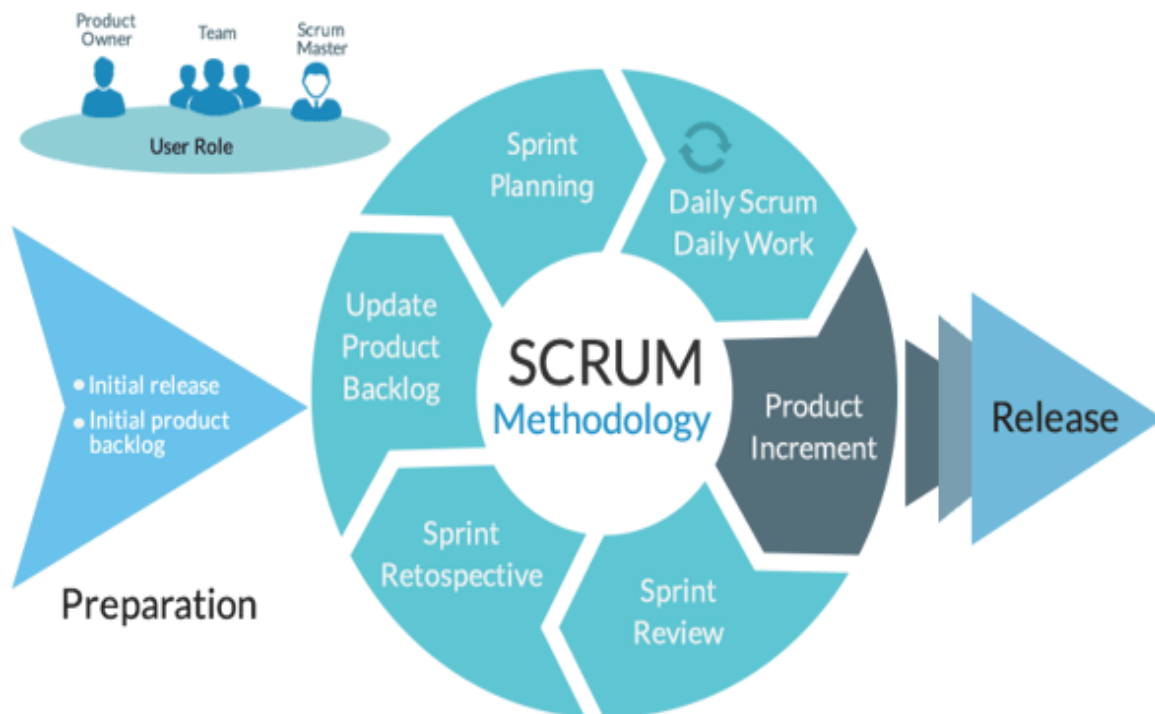 Product
Owner
Team
Scrum
Master
User Role
Sprint
Planning
Daily Scrum
Daily Work
Update
Product
Backlog
SCRUM
Methodology
Product
Increment
Release
• Initial release
• Initial product
backlog
Preparation
Sprint
Retospective
Sprint
Review